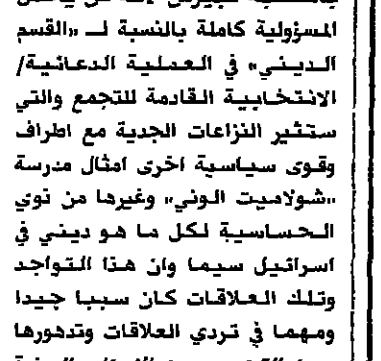 المسؤولية كاملة بالنسبة لـ «القسم
الديني» في العملية الدعائية/
الانتخابية القادمة للتجمع والتي
ستثير النزاعات الجدية مع اطراف
وقوى سياسية اخرى امثال مدرسة
«شولاميت الوني» وغيرها من ذوي
الحساسية لكل ما هو ديني في
اسرائيل سيما وان هذا التواجد
وتلك العلاقات كان سببا جيدا
ومهما في تردي العلاقات وتدهورها